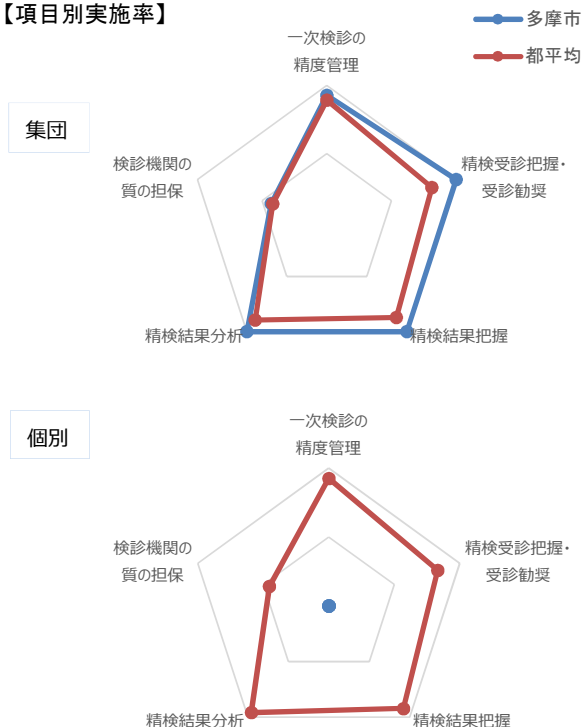 【項目別実施率】
多摩市
都平均
集団
一次検診の
精度管理
精検受診把握・
受診勧奨
精検結果把握
精検結果分析
検診機関の
質の担保
個別
一次検診の
精度管理
精検受診把握・
受診勧奨
精検結果把握
精検結果分析
検診機関の
質の担保